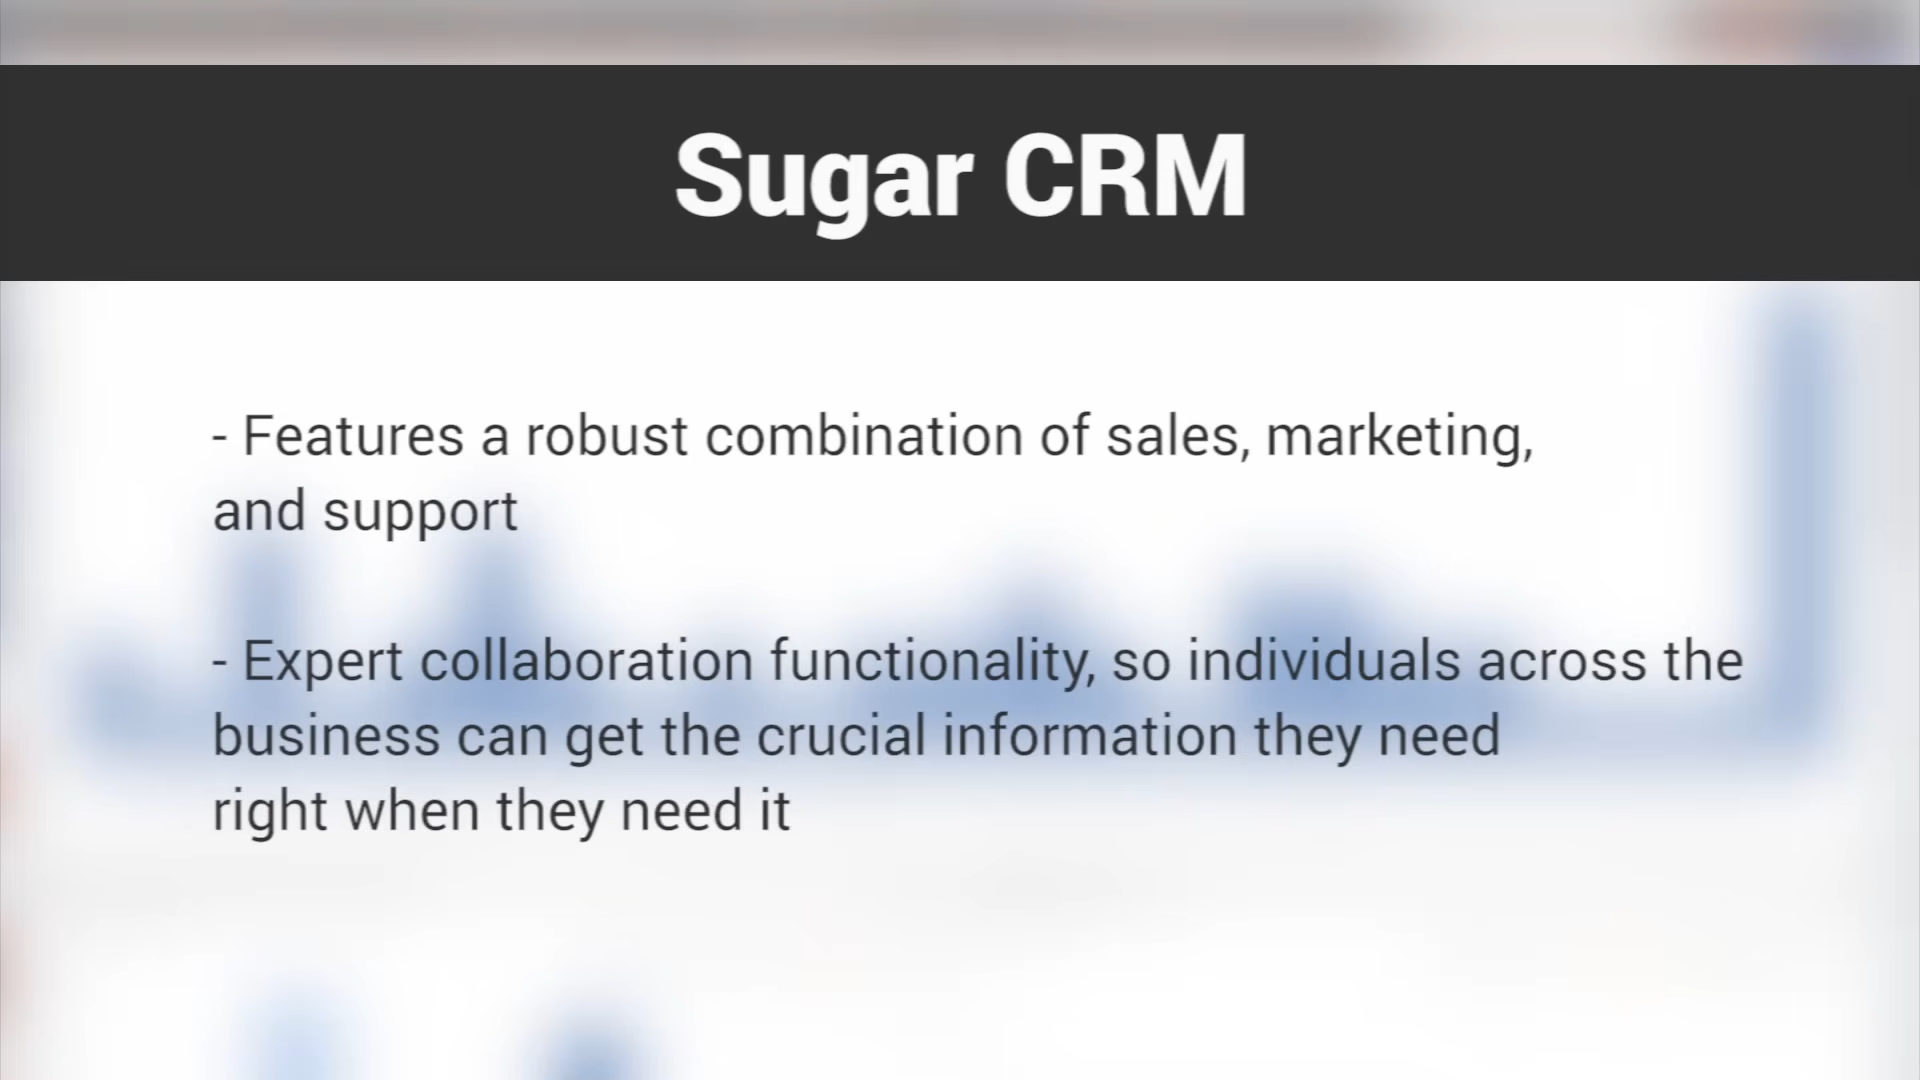 Sugar CRM
- Features a robust combination of sales, marketing,
and support
- Expert collaboration functionality, so individuals across the
business can get the crucial information they need
right when they need it